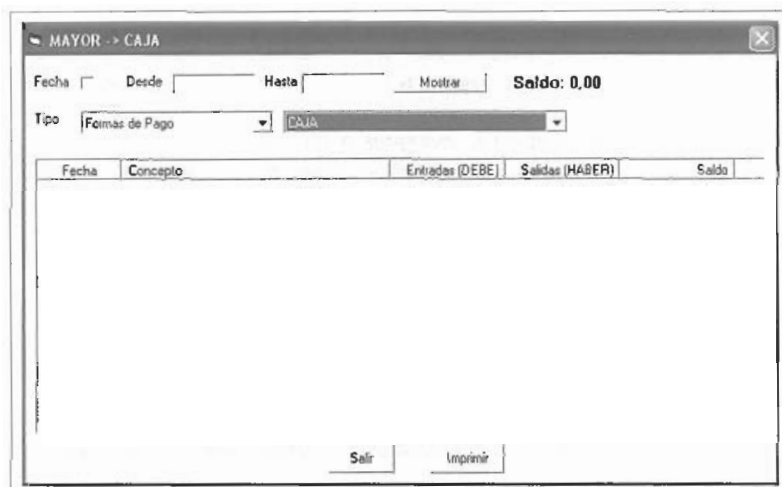 MAYOR -> CAJA
Fecha Desde Hasta Mostrar Saldo: 0,00
Tipo Formas de Pago CAJA
Fecha Concepto Entradas (DEBE) Salidas (HABER) Saldo
Salir Imprimir